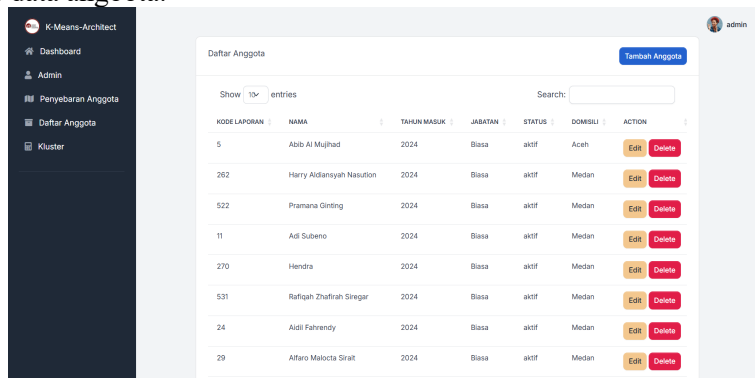 data anggota.
K-Means-Architect
admin
Dashboard
Admin
Penyebaran Anggota
Daftar Anggota
Kluster
Daftar Anggota
Tambah Anggota
Show 10 entries
Search:
KODE LAPORAN NAMA TAHUN MASUK JABATAN STATUS DOMISILI ACTION
5 Abib Al Mujihad 2024 Biasa aktif Aceh Edit Delete
262 Harry Aldiansyah Nasution 2024 Biasa aktif Medan Edit Delete
522 Pramana Ginting 2024 Biasa aktif Medan Edit Delete
11 Adi Subeno 2024 Biasa aktif Medan Edit Delete
270 Hendra 2024 Biasa aktif Medan Edit Delete
531 Rafiqah Zhafirah Siregar 2024 Biasa aktif Medan Edit Delete
24 Aidil Fahrendy 2024 Biasa aktif Medan Edit Delete
29 Alfaro Malocta Sirait 2024 Biasa aktif Medan Edit Delete